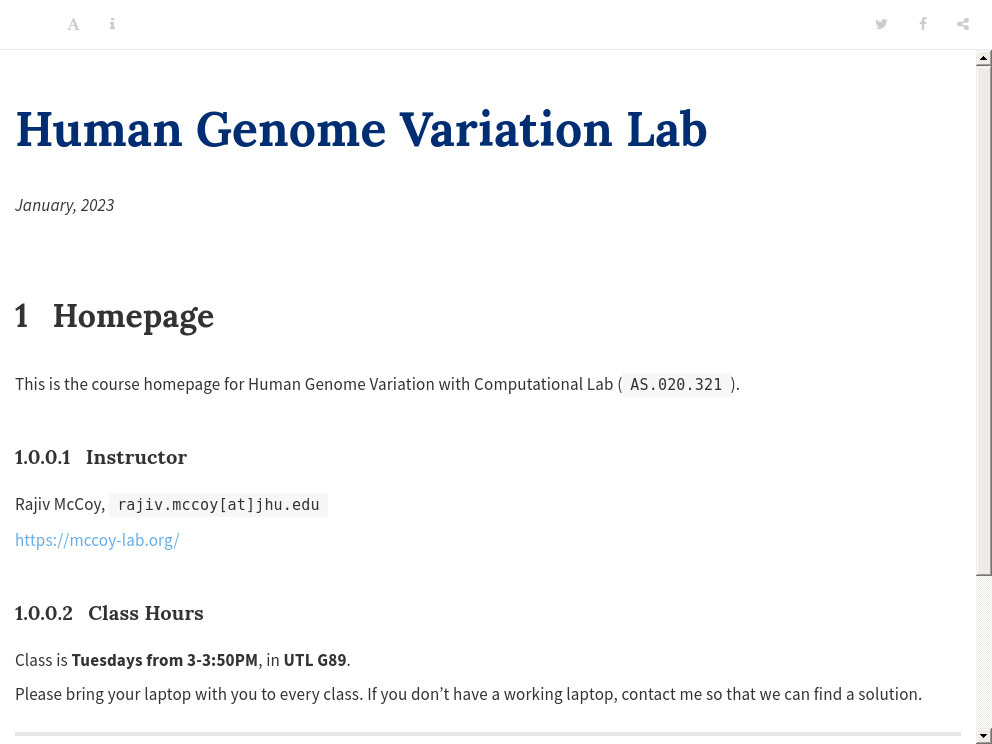 Human Genome Variation Lab
January, 2023
1 Homepage
This is the course homepage for Human Genome Variation with Computational Lab ( AS.020.321 ).
1.0.0.1 Instructor
Rajiv McCoy, rajiv.mccoy[at]jhu.edu
https://mccoy-lab.org/
1.0.0.2 Class Hours
Class is Tuesdays from 3-3:50PM, in UTL G89.
Please bring your laptop with you to every class. If you don’t have a working laptop, contact me so that we can find a solution.